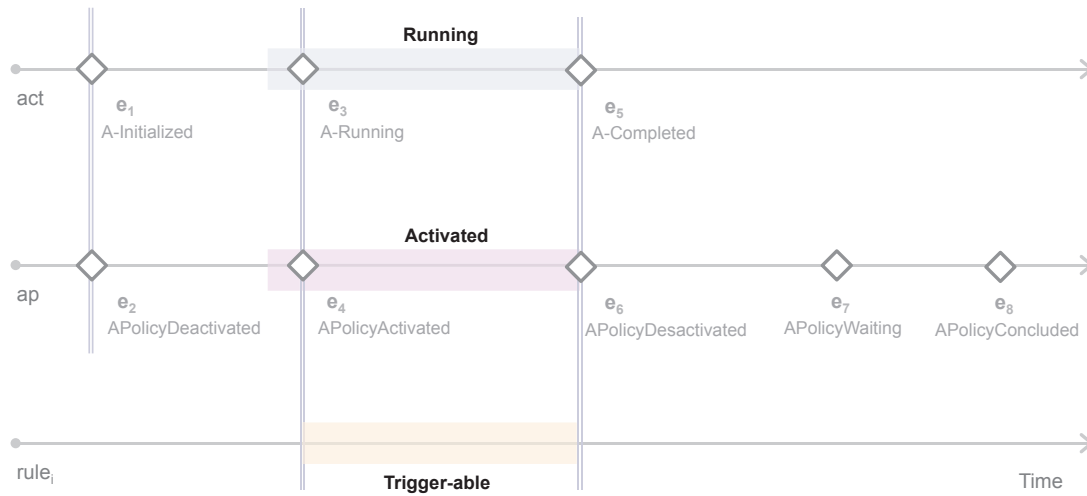 Running
act
e1
e3
e5
A-Initialized
A-Running
A-Completed
Activated
ap
e2
e4
e6
e7
e8
APolicyDeactivated
APolicyActivated
APolicyDesactivated
APolicyWaiting
APolicyConcluded
rulei
Trigger-able
Time